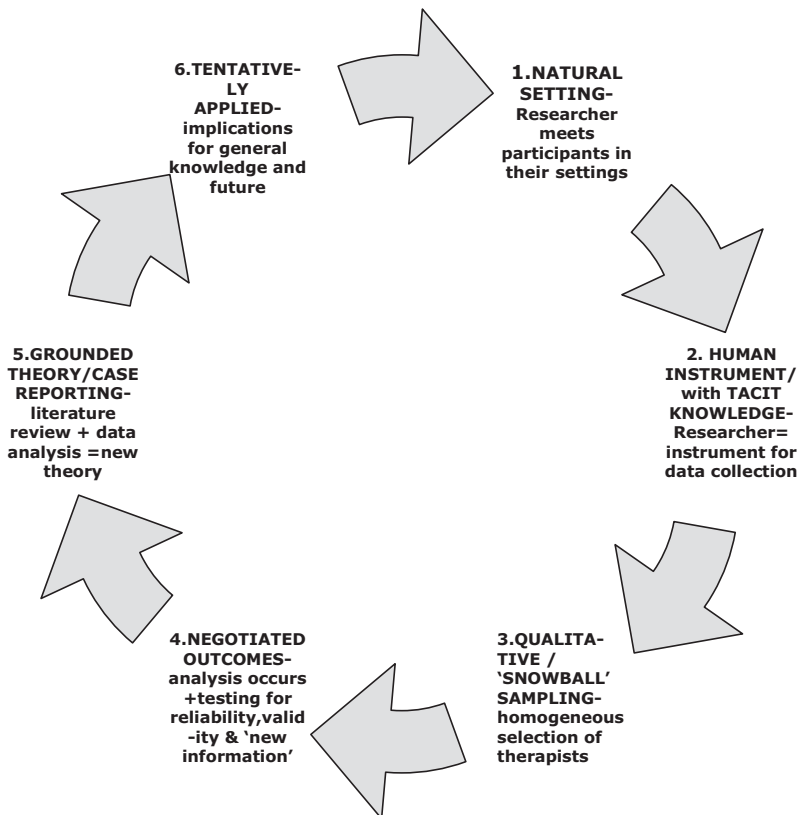 1.NATURAL
SETTING-
Researcher
meets
participants in
their settings
2. HUMAN
INSTRUMENT/
with TACIT
KNOWLEDGE-
Researcher=
instrument for
data collection
3.QUALITA-
TIVE /
‘SNOWBALL’
SAMPLING-
homogeneous
selection of
therapists
4.NEGOTIATED
OUTCOMES-
analysis occurs
+testing for
reliability,valid
-ity & ‘new
information’
5.GROUNDED
THEORY/CASE
REPORTING-
literature
review + data
analysis =new
theory
6.TENTATIVE-
LY
APPLIED-
implications
for general
knowledge and
future